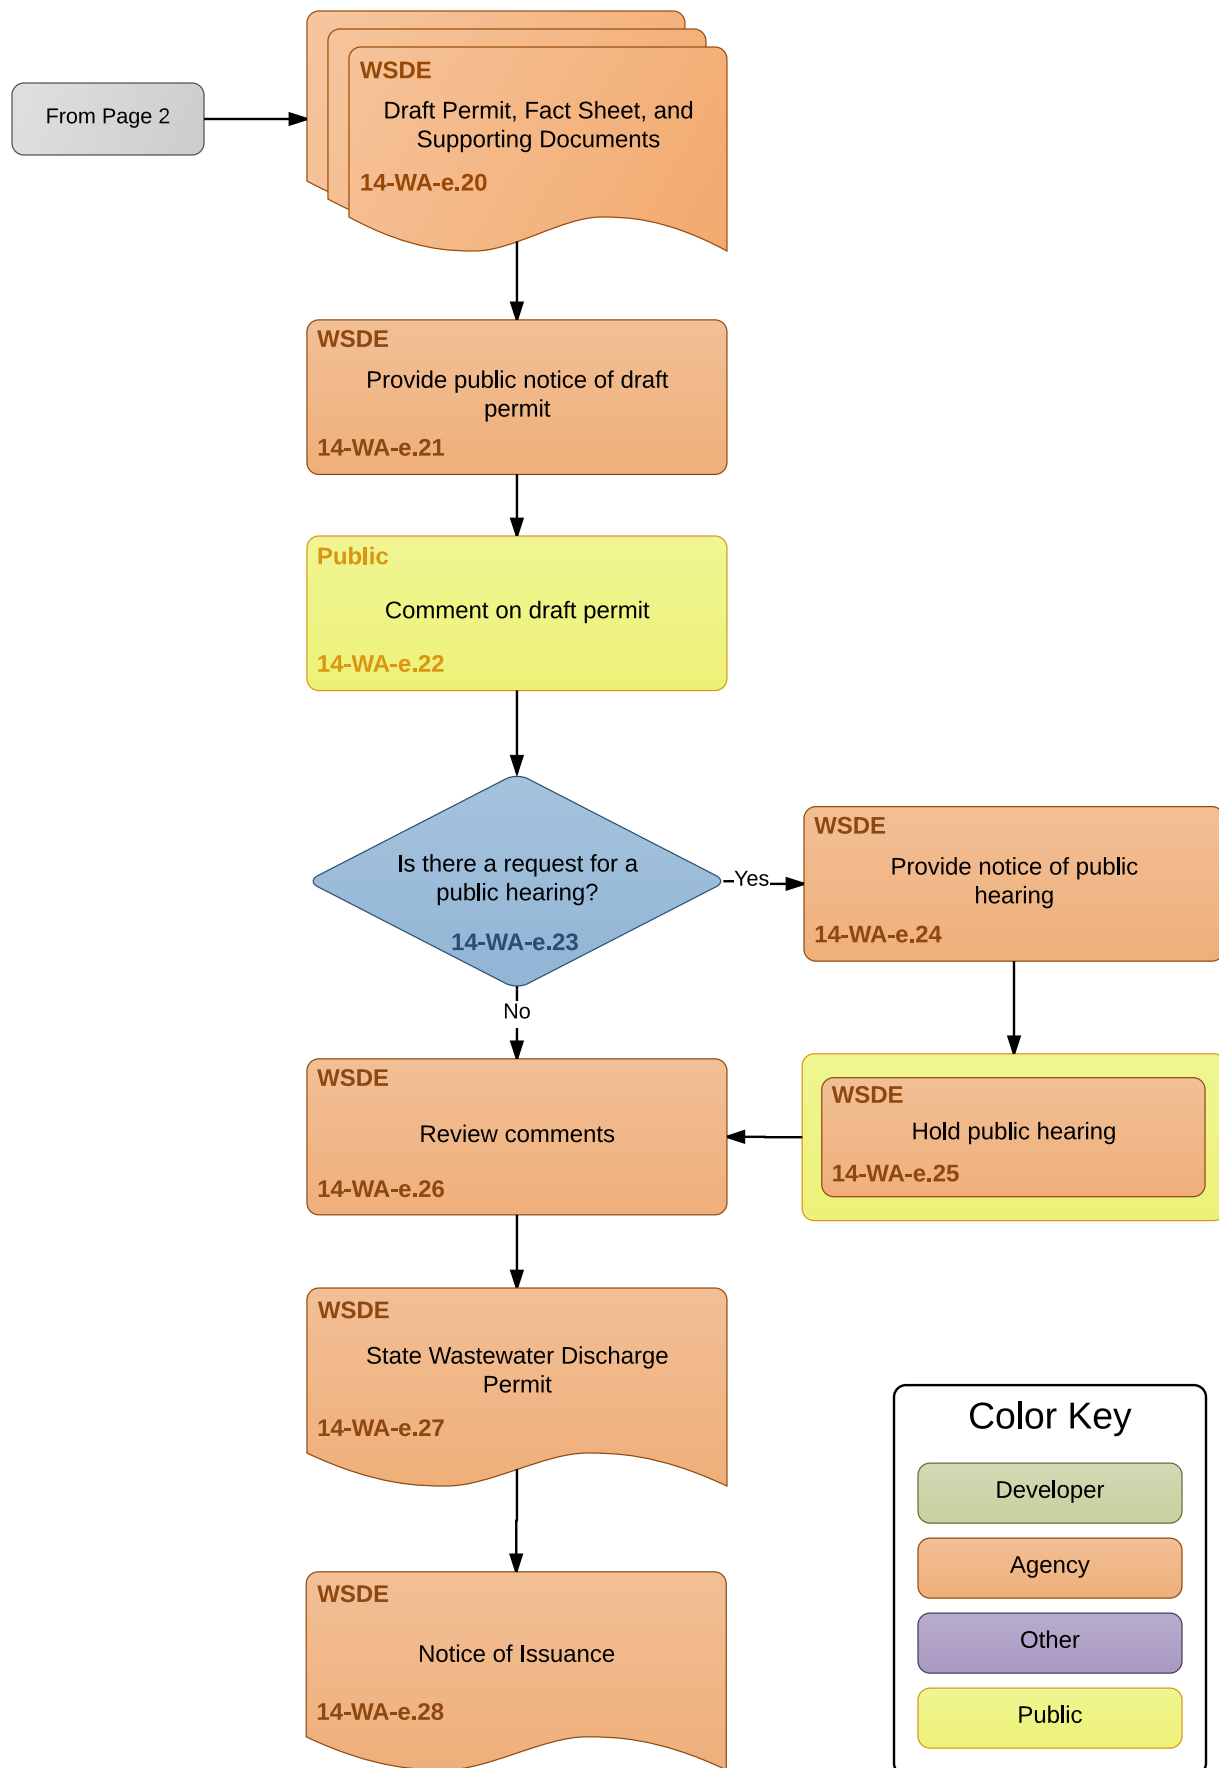 From Page 2
WSDE
Draft Permit, Fact Sheet, and
Supporting Documents
14-WA-e.20
WSDE
Provide public notice of draft
permit
14-WA-e.21
Public
Comment on draft permit
14-WA-e.22
Is there a request for a
public hearing?
14-WA-e.23
Yes
No
WSDE
Provide notice of public
hearing
14-WA-e.24
WSDE
Hold public hearing
14-WA-e.25
WSDE
Review comments
14-WA-e.26
WSDE
State Wastewater Discharge
Permit
14-WA-e.27
WSDE
Notice of Issuance
14-WA-e.28
Color Key
Developer
Agency
Other
Public